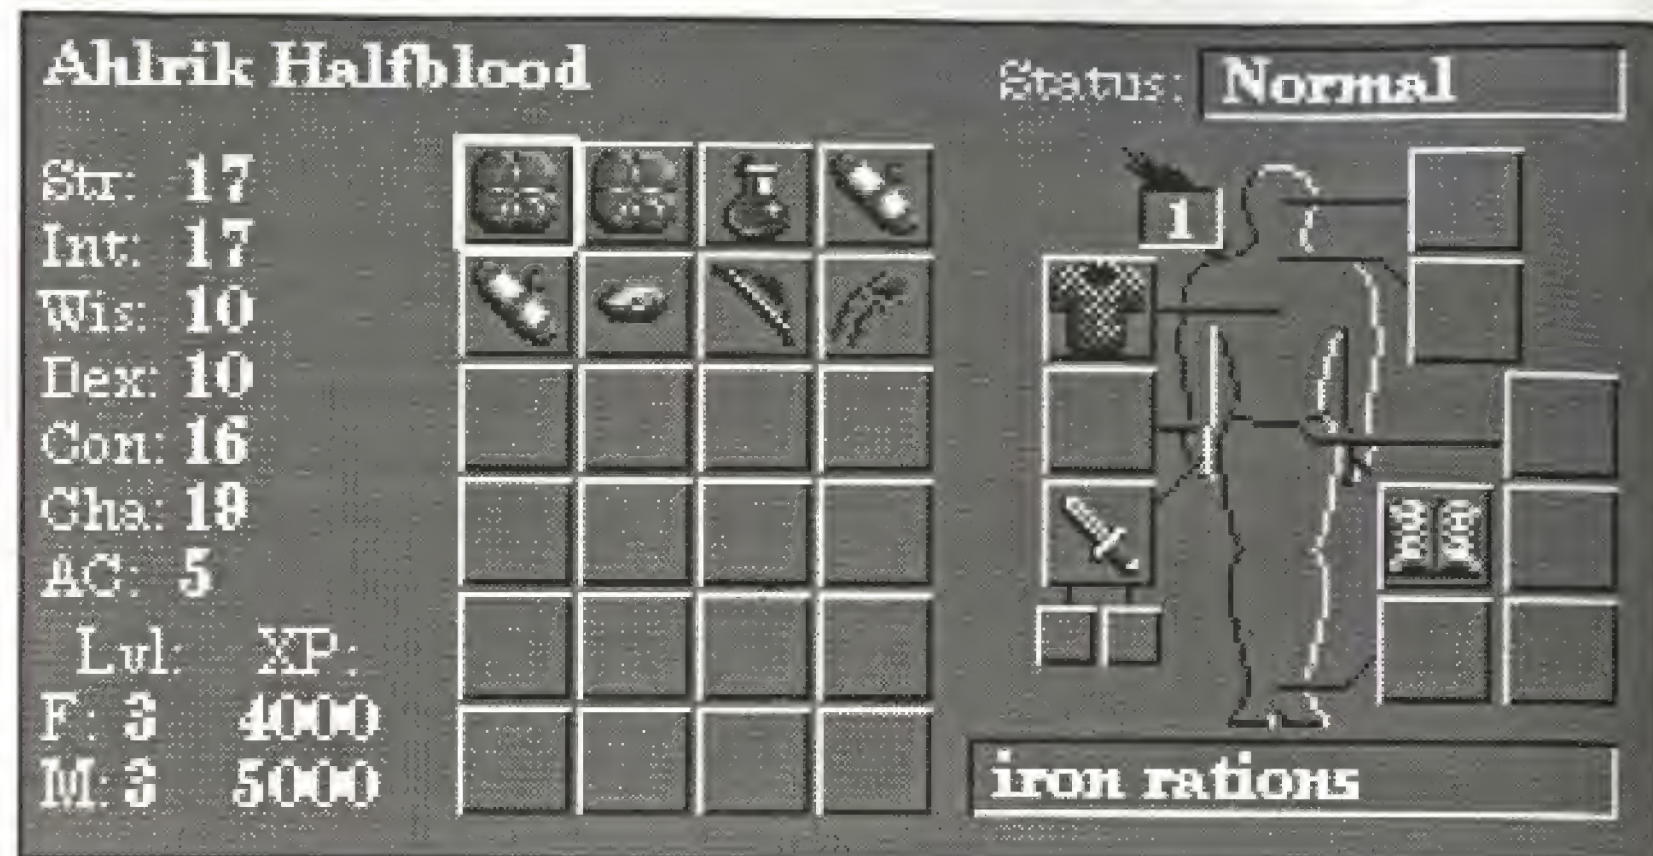 Ahlrik Halfblood
Status: Normal
Str: 17
Int: 17
Wis: 10
Dex: 10
Con: 16
Cha: 19
AC: 5
Lvl: XP:
F: 3 4000
M: 3 5000
1
iron rations